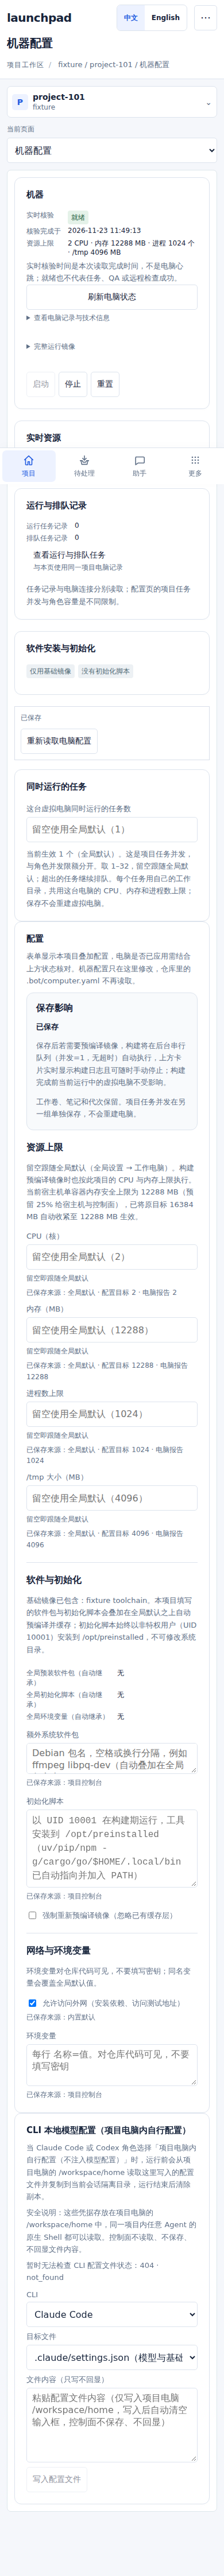 launchpad
中文
English
···
机器配置
项目工作区 / fixture / project-101 / 机器配置
P
project-101
fixture
当前页面
机器配置
机器
实时核验
就绪
核验完成于
2026-11-23 11:49:13
资源上限
2 CPU · 内存 12288 MB · 进程 1024 个
· /tmp 4096 MB
实时核验时间是本次读取完成时间，不是电脑心
跳；就绪也不代表任务、QA 或远程检查成功。
刷新电脑状态
查看电脑记录与技术信息
完整运行镜像
启动
停止
重置
实时资源
项目
待处理
助手
更多
运行与排队记录
运行任务记录
0
排队任务记录
0
查看运行与排队任务
与本页使用同一项目电脑记录
任务记录与电脑连接分别读取；配置页的项目任务
并发与角色容量是不同限制。
软件安装与初始化
仅用基础镜像
没有初始化脚本
已保存
重新读取电脑配置
同时运行的任务
这台虚拟电脑同时运行的任务数
留空使用全局默认（1）
当前生效 1 个（全局默认）。这是项目任务并发，
与角色并发限额分开。取 1–32，留空跟随全局默
认；超出的任务继续排队。每个任务用自己的工作
目录，共用这台电脑的 CPU、内存和进程数上限；
保存不会重建虚拟电脑。
配置
表单显示本项目叠加配置，电脑是否已应用需结合
上方状态核对。机器配置只在这里修改，仓库里的
.bot/computer.yaml 不再读取。
保存影响
已保存
保存后若需要预编译镜像，构建将在后台串行
队列（并发=1，无超时）自动执行，上方卡
片实时显示构建日志且可随时手动停止；构建
完成前当前运行中的虚拟电脑不受影响。
工作卷、笔记和代次保留。项目任务并发在另
一组单独保存，不会重建电脑。
资源上限
留空跟随全局默认（全局设置 → 工作电脑）。构建
预编译镜像时也按此项目的 CPU 与内存上限执行。
当前宿主机单容器内存安全上限为 12288 MB（预
留 25% 给宿主机与控制面），已将原目标 16384
MB 自动收紧至 12288 MB 生效。
CPU（核）
留空使用全局默认（2）
留空即跟随全局默认
已保存来源：全局默认 · 配置目标 2 · 电脑报告 2
内存（MB）
留空使用全局默认（12288）
留空即跟随全局默认
已保存来源：全局默认 · 配置目标 12288 · 电脑报告
12288
进程数上限
留空使用全局默认（1024）
留空即跟随全局默认
已保存来源：全局默认 · 配置目标 1024 · 电脑报告
1024
/tmp 大小（MB）
留空使用全局默认（4096）
留空即跟随全局默认
已保存来源：全局默认 · 配置目标 4096 · 电脑报告
4096
软件与初始化
基础镜像已包含：fixture toolchain。本项目填写
的软件包与初始化脚本会叠加在全局默认之上自动
预编译并缓存；初始化脚本始终以非特权用户（UID
10001）安装到 /opt/preinstalled，不可修改系统
目录。
全局预装软件包（自动继
承）
无
全局初始化脚本（自动继
承）
无
全局环境变量（自动继承）
无
额外系统软件包
Debian 包名，空格或换行分隔，例如
ffmpeg libpq-dev（自动叠加在全局
已保存来源：项目控制台
初始化脚本
以 UID 10001 在构建期运行，工具
安装到 /opt/preinstalled
（uv/pip/npm -
g/cargo/go/$HOME/.local/bin
已自动指向并加入 PATH）
已保存来源：项目控制台
强制重新预编译镜像（忽略已有缓存层）
网络与环境变量
环境变量对仓库代码可见，不要填写密钥；同名变
量会覆盖全局默认值。
允许访问外网（安装依赖、访问测试地址）
已保存来源：内置默认
环境变量
每行 名称=值。对仓库代码可见，不要
填写密钥
已保存来源：项目控制台
CLI 本地模型配置（项目电脑内自行配置）
当 Claude Code 或 Codex 角色选择「项目电脑内
自行配置（不注入模型配置）」时，运行前会从项
目电脑的 /workspace/home 读取这里写入的配置
文件并复制到当前会话隔离目录，运行结束后清除
副本。
安全说明：这些凭据存放在项目电脑的
/workspace/home 中，同一项目内任意 Agent 的
原生 Shell 都可以读取。控制面不读取、不保存、
不回显文件内容。
暂时无法检查 CLI 配置文件状态：404 ·
not_found
CLI
Claude Code
目标文件
.claude/settings.json（模型与基础
文件内容（只写不回显）
粘贴配置文件内容（仅写入项目电脑
/workspace/home，写入后自动清空
输入框，控制面不保存、不回显）
写入配置文件